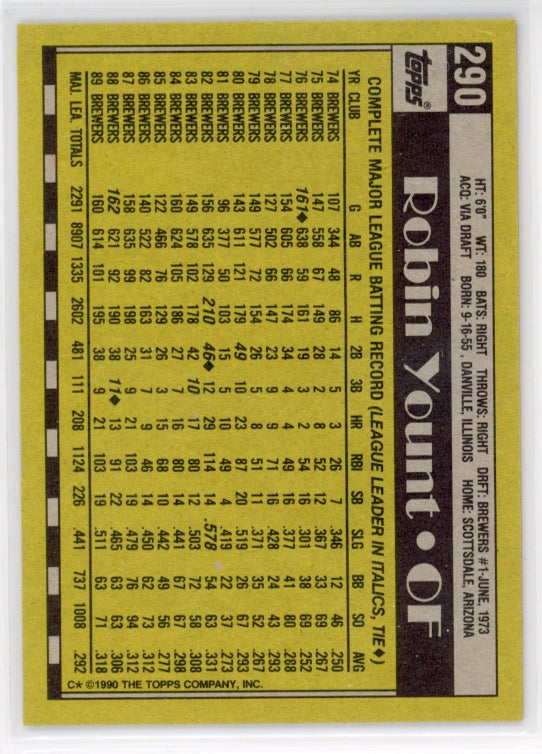 290
Topps®
HT: 6'0" WT: 180 BATS: RIGHT THROWS: RIGHT DRFT: BREWERS #1-JUNE, 1973
ACQ: VIA DRAFT BORN: 9-16-55, DANVILLE, ILLINOIS HOME: SCOTTSDALE, ARIZONA
Robin Yount • OF
COMPLETE MAJOR LEAGUE BATTING RECORD (LEAGUE LEADER IN ITALICS, TIE♦)
YR CLUB G AB R H 2B 3B HR RBI SB SLG BB SO AVG
74 BREWERS 107 344 48 86 14 5 3 26 7 .346 12 46 .250
75 BREWERS 147 558 67 149 28 2 8 52 12 .367 33 69 .267
76 BREWERS 161♦ 638 59 161 19 3 2 54 16 .301 38 69 .252
77 BREWERS 154 605 66 174 34 4 4 49 16 .377 41 80 .288
78 BREWERS 127 502 66 147 23 9 9 71 16 .428 24 43 .293
79 BREWERS 149 577 72 154 26 5 8 51 11 .371 35 52 .267
80 BREWERS 143 611 121 179 49 10 23 87 20 .519 26 67 .293
81 BREWERS 96 377 50 103 15 5 10 49 4 .419 22 37 .273
82 BREWERS 156 635 129 210 46♦ 12 29 114 14 .578 54 63 .331
83 BREWERS 149 578 102 178 42 10 17 80 12 .503 72 58 .308
84 BREWERS 160 624 105 186 27 7 16 80 14 .441 67 67 .298
85 BREWERS 122 466 76 129 26 3 15 68 10 .442 49 56 .277
86 BREWERS 140 522 82 163 31 7 9 46 14 .450 62 73 .312
87 BREWERS 158 635 99 198 25 9 21 103 19 .479 76 94 .312
88 BREWERS 162 621 92 190 38 11♦ 13 91 22 .465 63 63 .306
89 BREWERS 160 614 101 195 38 9 21 103 19 .511 63 71 .318
MAJ. LEA. TOTALS 2291 8907 1335 2602 481 111 208 1124 226 .441 737 1008 .292
C★ ©1990 THE TOPPS COMPANY, INC.